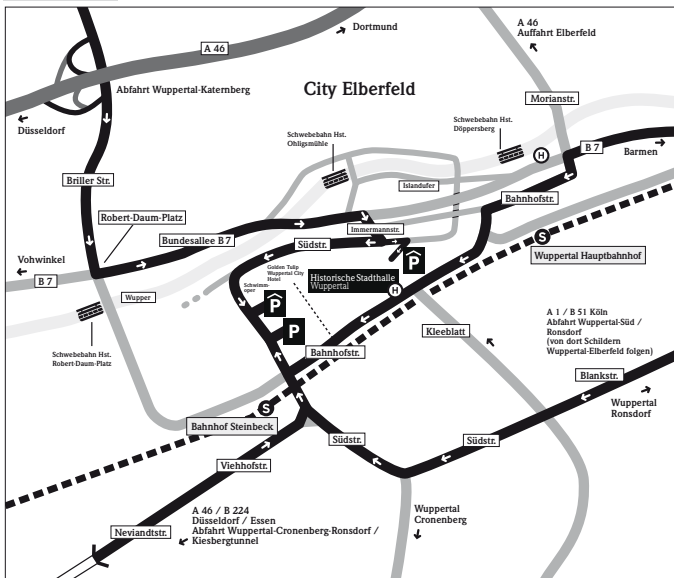 A 46
Auffahrt Elberfeld
Dortmund
A 46
Abfahrt Wuppertal-Katernberg
City Elberfeld
Morianstr.
Düsseldorf
Schwebebahn Hst.
Ohligsmühle
Schwebebahn Hst.
Döppersberg
H
B 7
Barmen
Briller Str.
Islandufer
Bahnhofstr.
Robert-Daum-Platz
Immermannstr.
Bundesallee B 7
Südstr.
S
Wuppertal Hauptbahnhof
Vohwinkel
B 7
Golden Tulip
Wuppertal City
Hotel
P
Historische Stadthalle
Wuppertal
H
Schwimm-
oper
P
Wupper
A 1 / B 51 Köln
Abfahrt Wuppertal-Süd /
Ronsdorf
(von dort Schildern
Wuppertal-Elberfeld folgen)
Kleeblatt
P
Schwebebahn Hst.
Robert-Daum-Platz
Bahnhofstr.
Blankstr.
Wuppertal
Ronsdorf
S
Bahnhof Steinbeck
Südstr.
Südstr.
Viehhofstr.
A 46 / B 224
Düsseldorf / Essen
Abfahrt Wuppertal-Cronenberg-Ronsdorf /
Kiesbergtunnel
Wuppertal
Cronenberg
Neviandtstr.